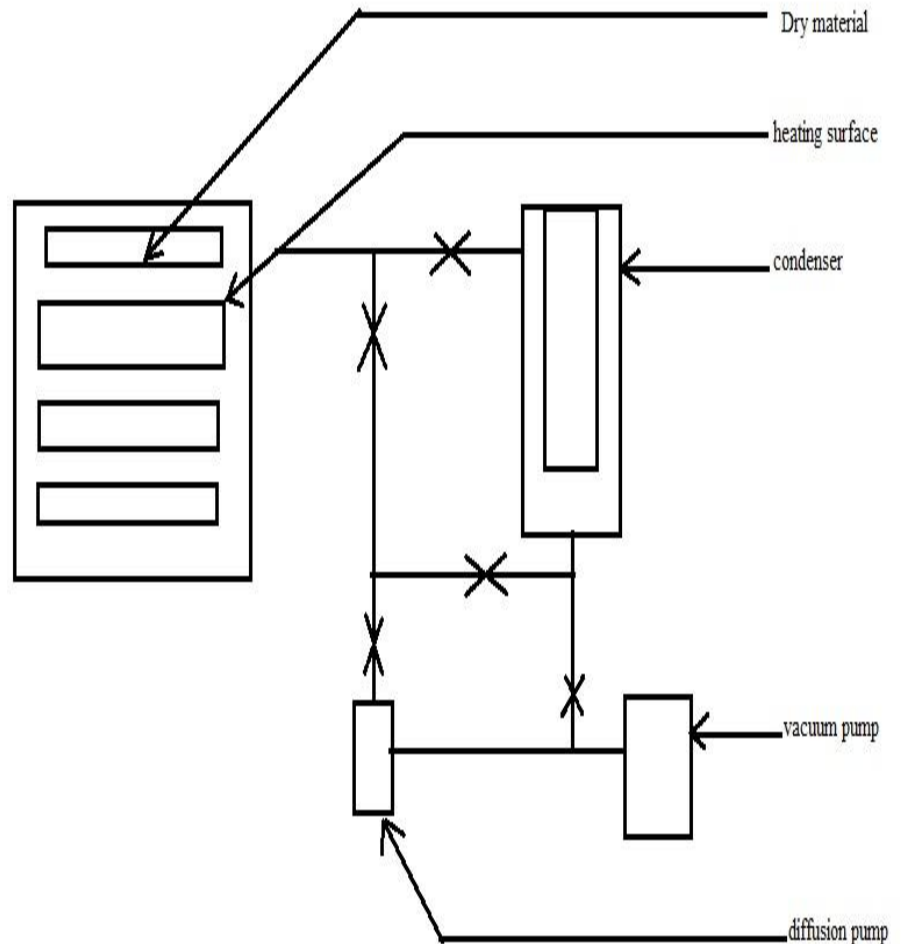 Dry material
heating surface
condenser
vacuum pump
diffusion pump